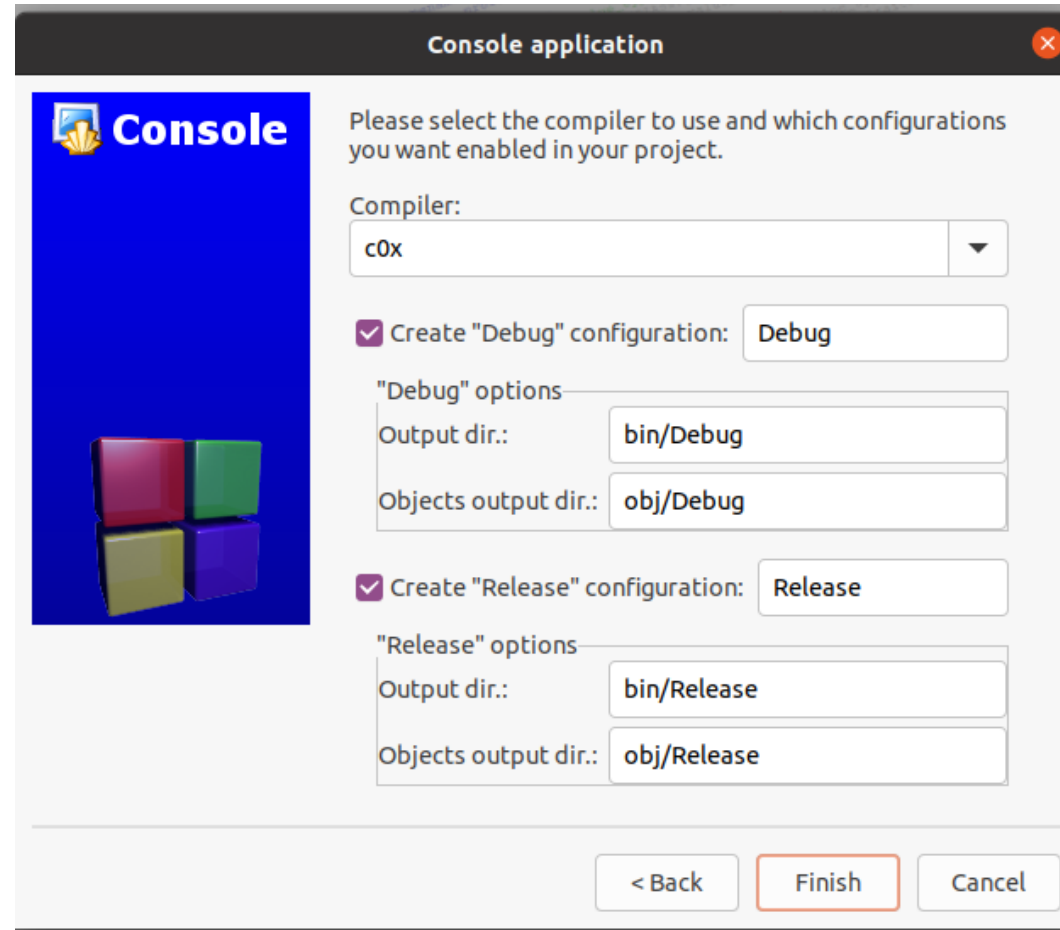 Console application
Console
Please select the compiler to use and which configurations
you want enabled in your project.
Compiler:
c0x
Create "Debug" configuration: Debug
"Debug" options
Output dir.: bin/Debug
Objects output dir.: obj/Debug
Create "Release" configuration: Release
"Release" options
Output dir.: bin/Release
Objects output dir.: obj/Release
< Back Finish Cancel